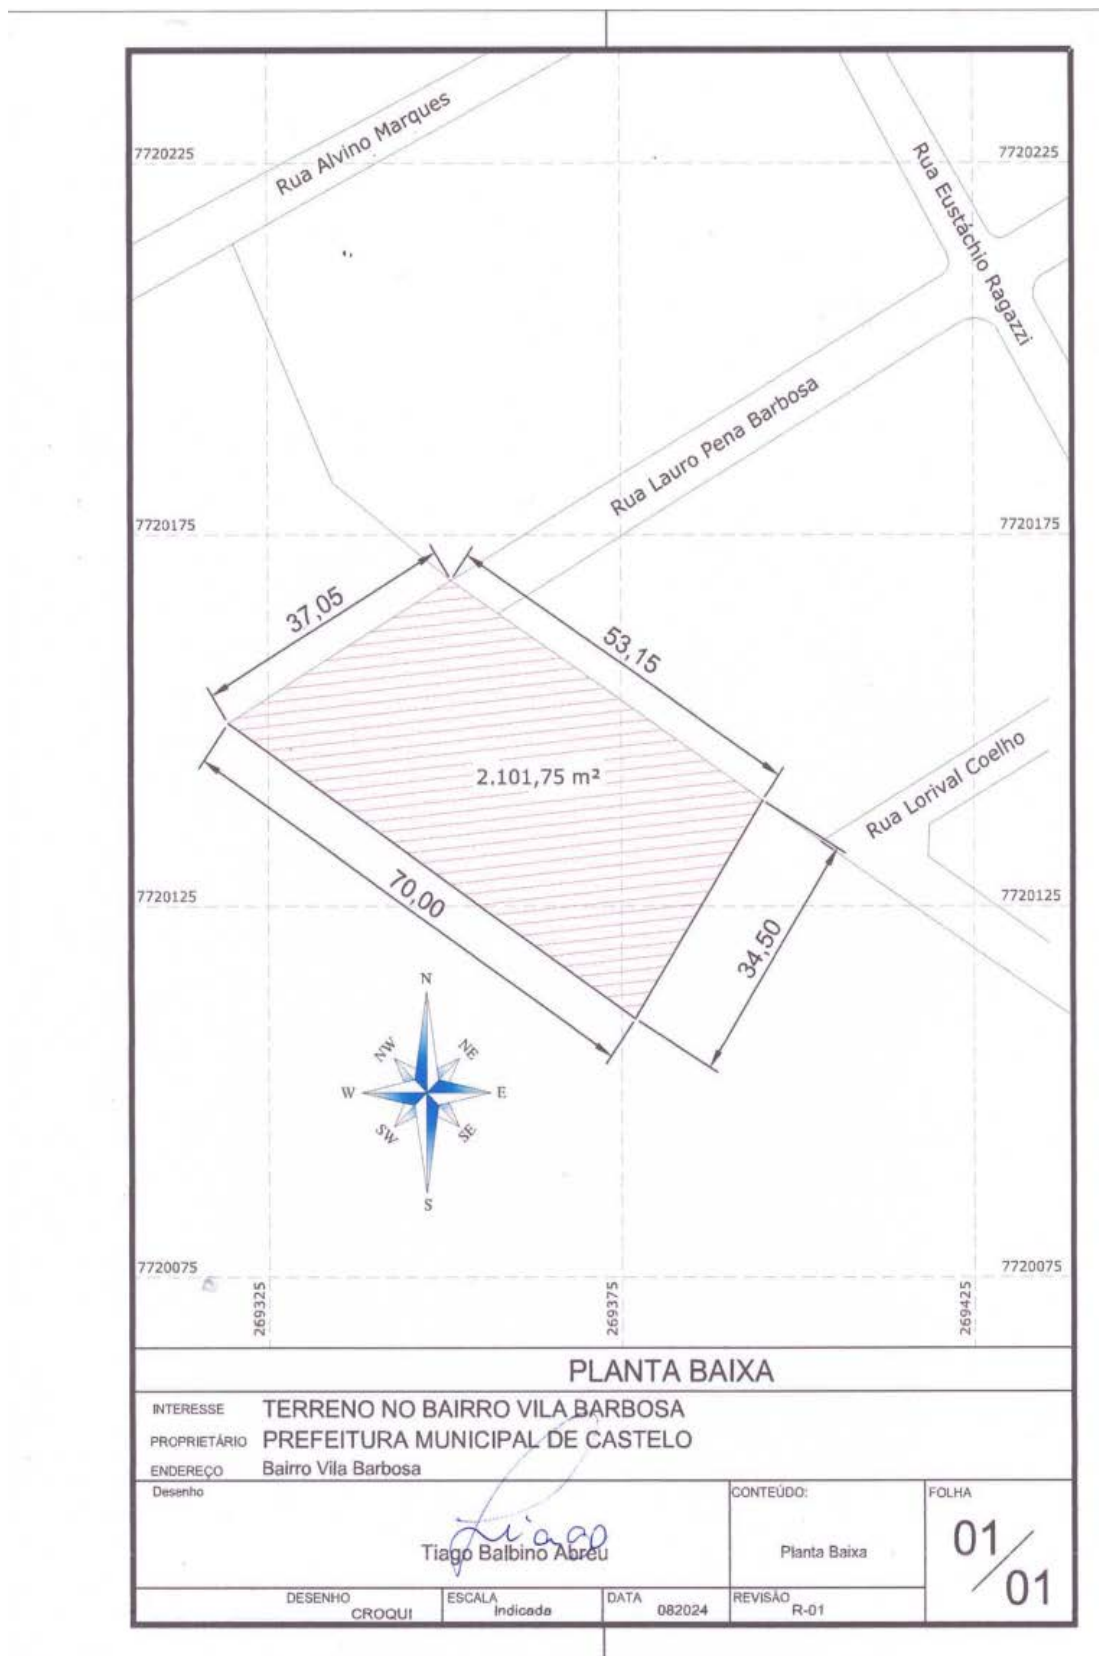 Rua Alvino Marques
7720225
7720225
Rua Eustáchio Ragazzi
Rua Lauro Pena Barbosa
7720175
7720175
37,05
53,15
2.101,75 m²
Rua Lorival Coelho
70,00
7720125
7720125
34,50
N
NW
NE
W
E
SW
SE
S
7720075
7720075
269325
269375
269425
PLANTA BAIXA
INTERESSE TERRENO NO BAIRRO VILA BARBOSA
PROPRIETÁRIO PREFEITURA MUNICIPAL DE CASTELO
ENDEREÇO Bairro Vila Barbosa
Desenho
Tiago
Tiago Balbino Abreu
CONTEÚDO:
Planta Baixa
FOLHA
01/01
DESENHO
CROQUI
ESCALA
Indicada
DATA
082024
REVISÃO
R-01